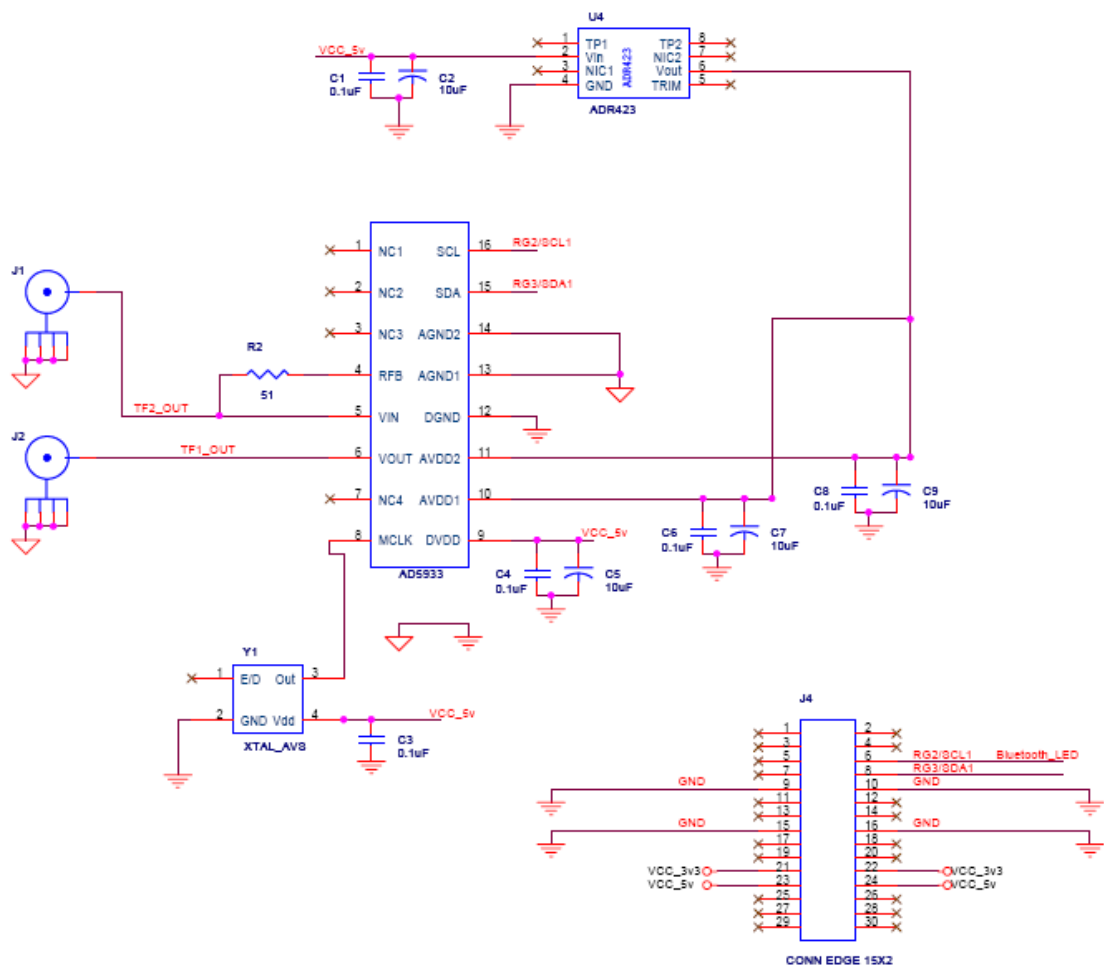 U4
VCC_5v
1 TP1 TP2 8
2 Vin NIC2 7
3 NIC1 Vout 6
4 GND TRIM 5
ADR423
ADR423
C1
0.1uF
C2
10uF
J1
1 NC1 SCL 16 RG2/SCL1
2 NC2 SDA 15 RG3/SDA1
3 NC3 AGND2 14
R2
51
4 RFB AGND1 13
TF2_OUT
5 VIN DGND 12
J2
TF1_OUT
6 VOUT AVDD2 11
7 NC4 AVDD1 10
8 MCLK DVDD 9 VCC_5v
AD5933
C8
0.1uF
C9
10uF
C6
0.1uF
C7
10uF
C4
0.1uF
C5
10uF
Y1
1 E/D Out 3
2 GND Vdd 4 VCC_5v
XTAL_AVS
C3
0.1uF
J4
1 2
3 4
5 6 RG2/SCL1 Bluetooth_LED
7 8 RG3/SDA1
GND 9 10 GND
11 12
13 14
GND 15 16 GND
17 18
19 20
VCC_3v3 21 22 VCC_3v3
VCC_5v 23 24 VCC_5v
25 26
27 28
29 30
CONN EDGE 15X2